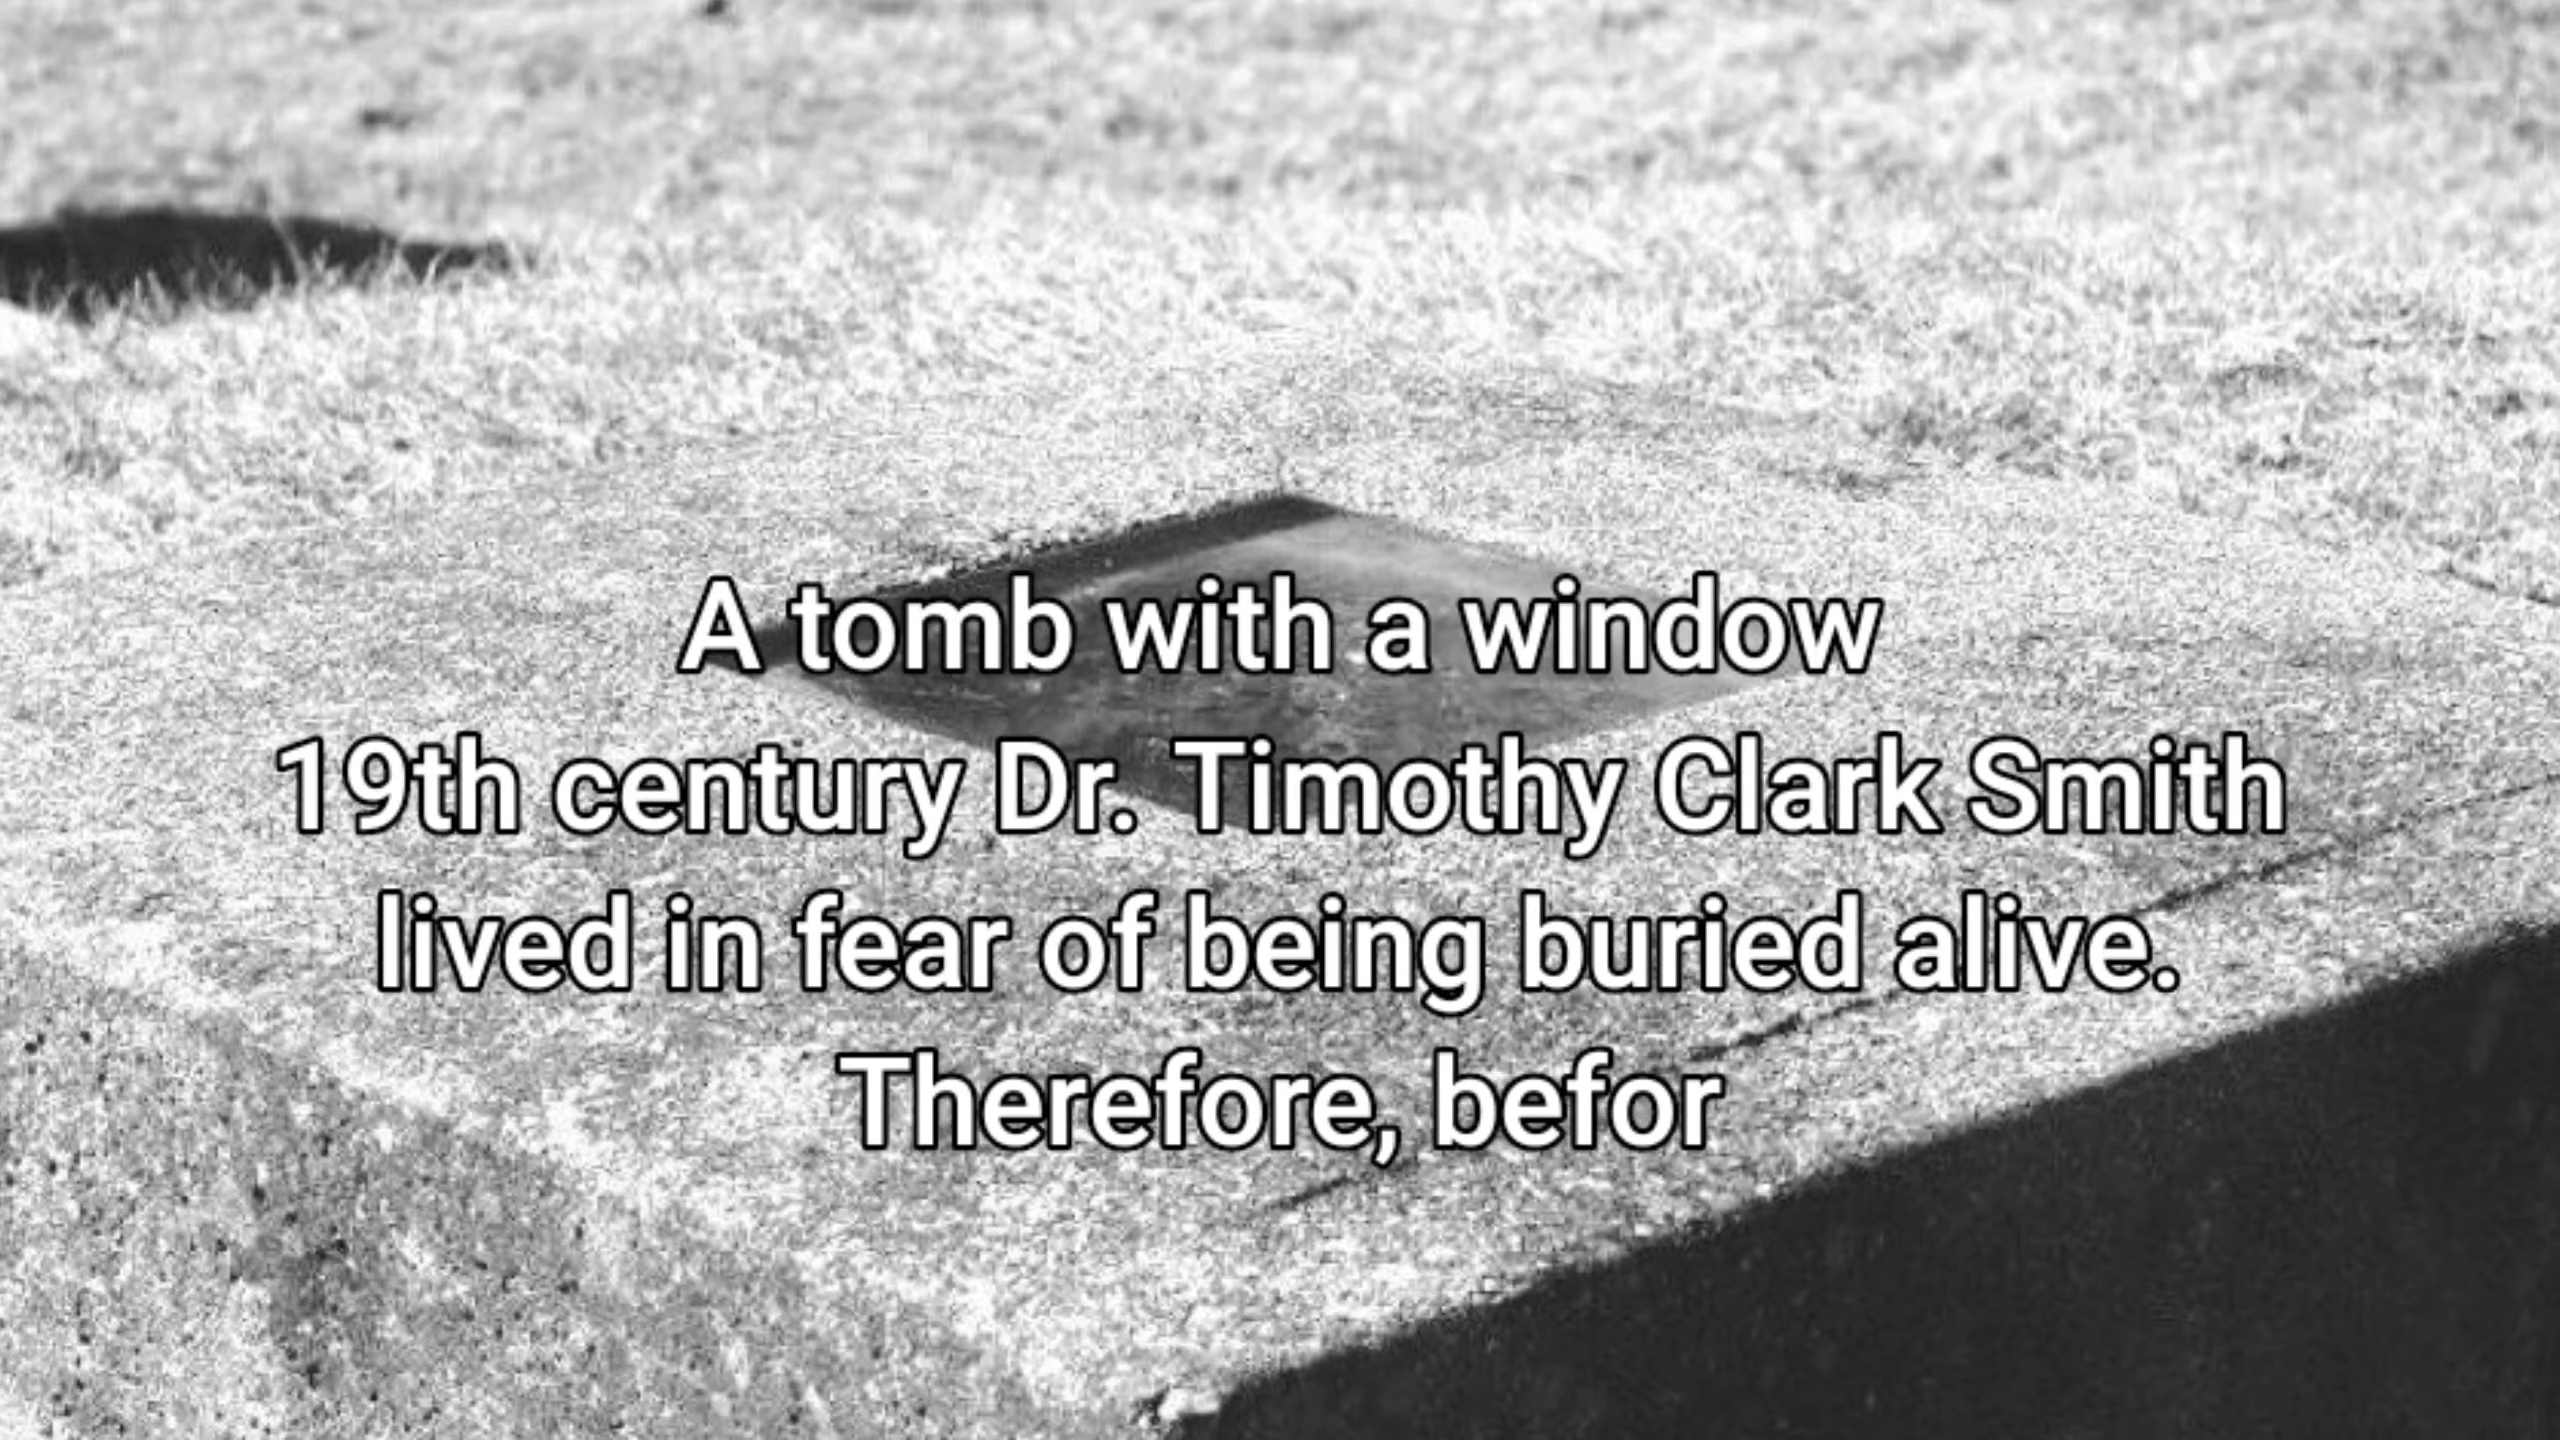 A tomb with a window
19th century Dr. Timothy Clark Smith
lived in fear of being buried alive.
Therefore, befor